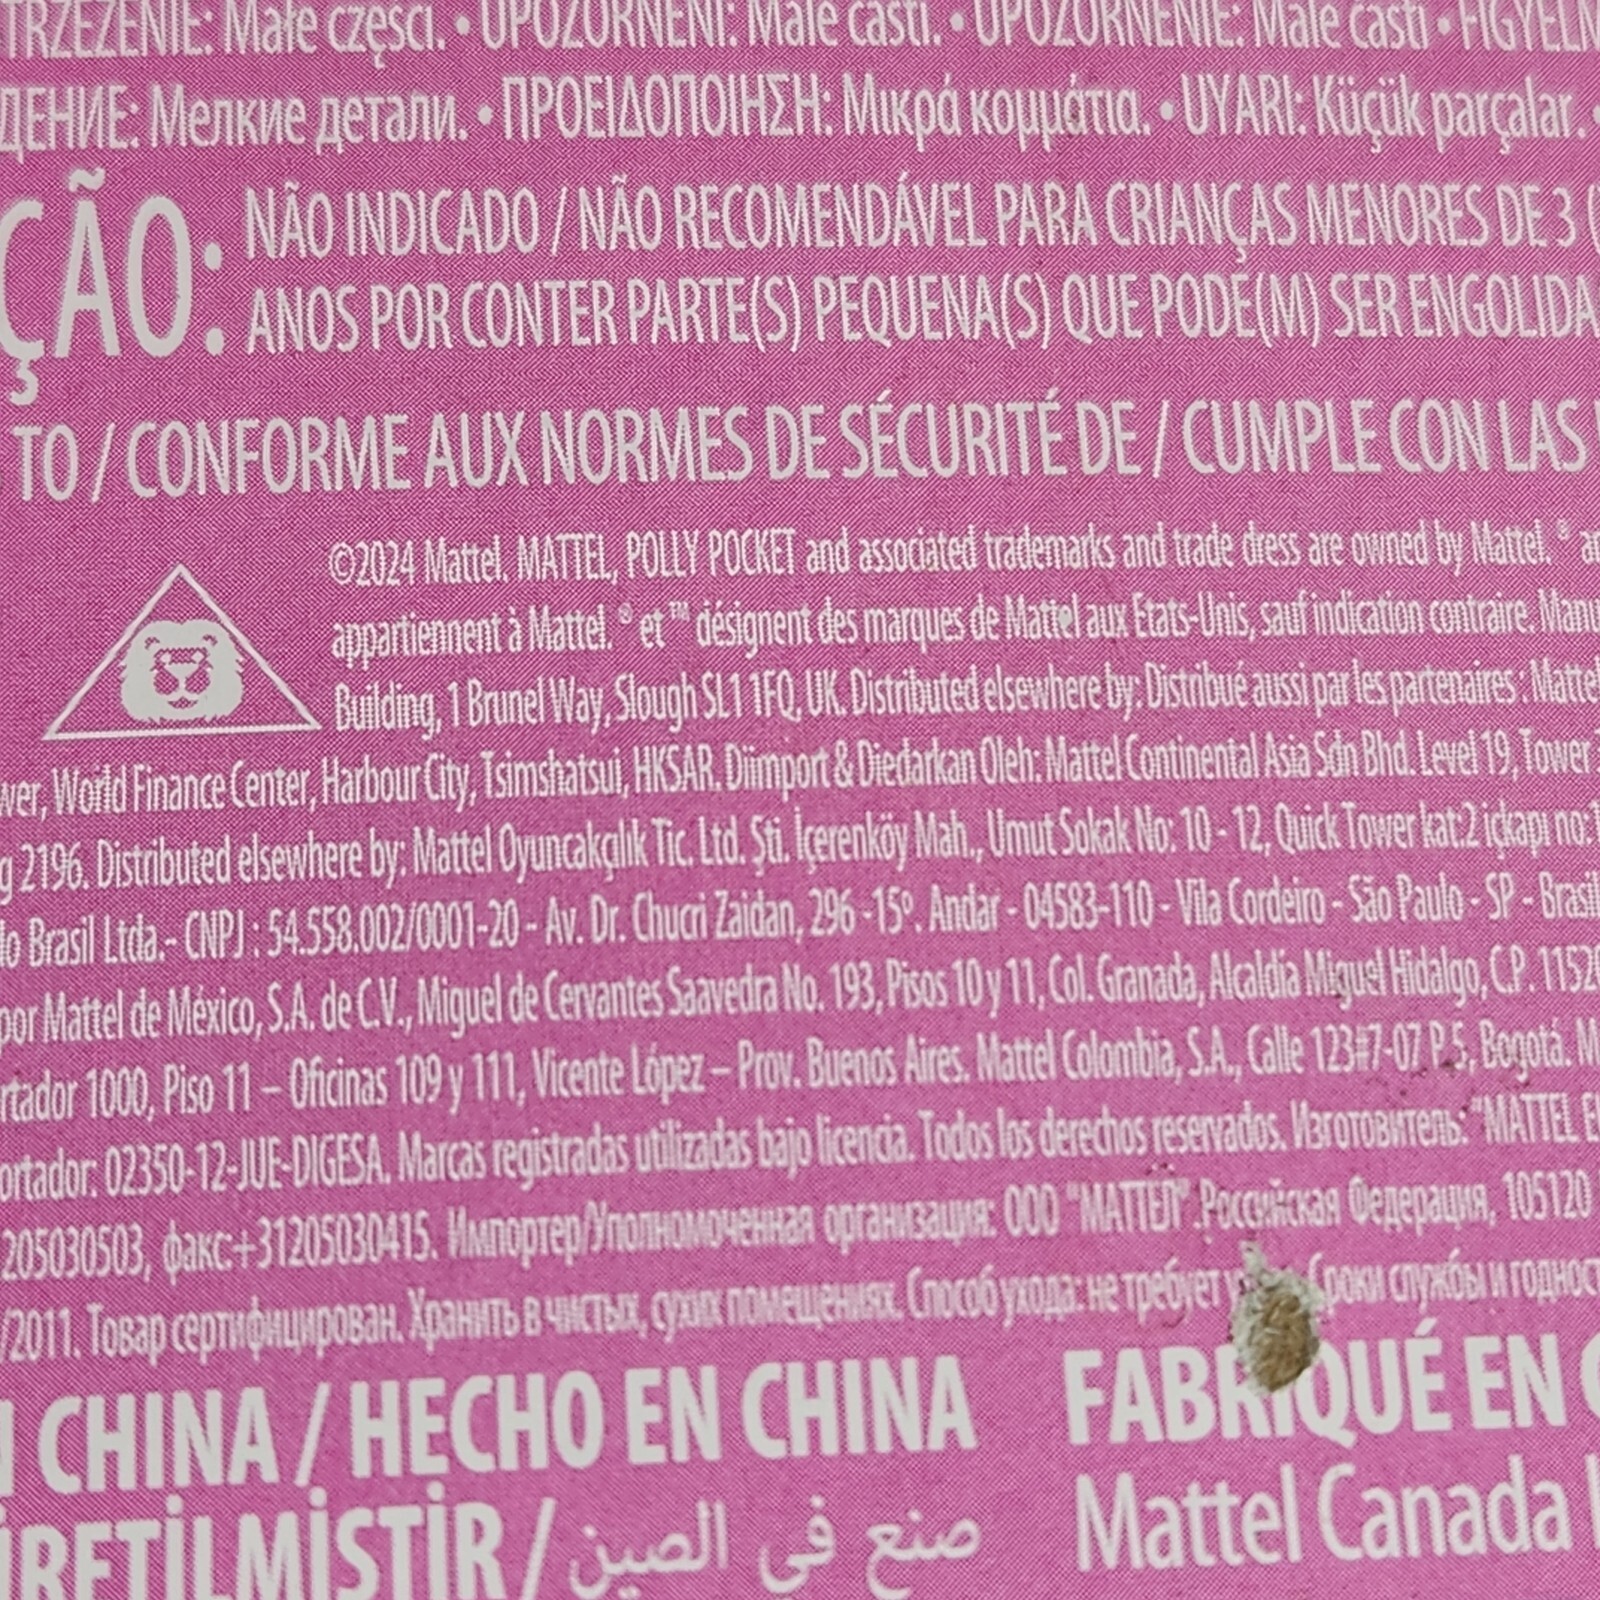 TRZEŻENIE: Małe części. • UPOZORNĚNÍ: Malé části. • UPOZORNENIE: Malé časti • FIGYELM
ДЕНИЕ: Мелкие детали. • ΠΡΟΕΙΔΟΠΟΙΗΣΗ: Μικρά κομμάτια. • UYARI: Küçük parçalar. •
ÇÃO: NÃO INDICADO / NÃO RECOMENDÁVEL PARA CRIANÇAS MENORES DE 3 (
ANOS POR CONTER PARTE(S) PEQUENA(S) QUE PODE(M) SER ENGOLIDA
TO / CONFORME AUX NORMES DE SÉCURITÉ DE / CUMPLE CON LAS
©2024 Mattel. MATTEL, POLLY POCKET and associated trademarks and trade dress are owned by Mattel. ® an
appartiennent à Mattel. ® et ™ désignent des marques de Mattel aux États-Unis, sauf indication contraire. Manu
Building, 1 Brunel Way, Slough SL1 1FQ, UK. Distributed elsewhere by: Distribué aussi par les partenaires : Mattel
wer, World Finance Center, Harbour City, Tsimshatsui, HKSAR. Diimport & Diedarkan Oleh: Mattel Continental Asia Sdn Bhd. Level 19, Tower
g 2196. Distributed elsewhere by: Mattel Oyuncakçılık Tic. Ltd. Şti. İçerenköy Mah., Umut Sokak No: 10 - 12, Quick Tower kat:2 içkapı no:1
do Brasil Ltda.- CNPJ : 54.558.002/0001-20 - Av. Dr. Chucri Zaidan, 296 -15º. Andar - 04583-110 - Vila Cordeiro - São Paulo - SP - Brasil
por Mattel de México, S.A. de C.V., Miguel de Cervantes Saavedra No. 193, Pisos 10 y 11, Col. Granada, Alcaldía Miguel Hidalgo, C.P. 11520
rtador 1000, Piso 11 – Oficinas 109 y 111, Vicente López – Prov. Buenos Aires. Mattel Colombia, S.A., Calle 123#7-07 P.5, Bogotá. M
ortador: 02350-12-JUE-DIGESA. Marcas registradas utilizadas bajo licencia. Todos los derechos reservados. Изготовитель: "MATTEL E
205030503, факс:+31205030415. Импортер/Уполномоченная организация: ООО "МАТТЕЛ" .Российская Федерация, 105120
/2011. Товар сертифицирован. Хранить в чистых, сухих помещениях. Способ ухода: не требует Сроки службы и годност
N CHINA / HECHO EN CHINA FABRIQUÉ EN C
İRETİLMİSTİR / صنع في الصين Mattel Canada I